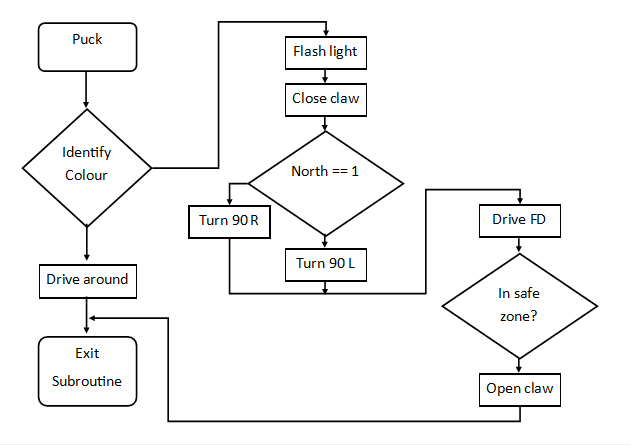 Puck
Identify
Colour
Drive around
Exit
Subroutine
Flash light
Close claw
North == 1
Turn 90 R
Turn 90 L
Drive FD
In safe
zone?
Open claw